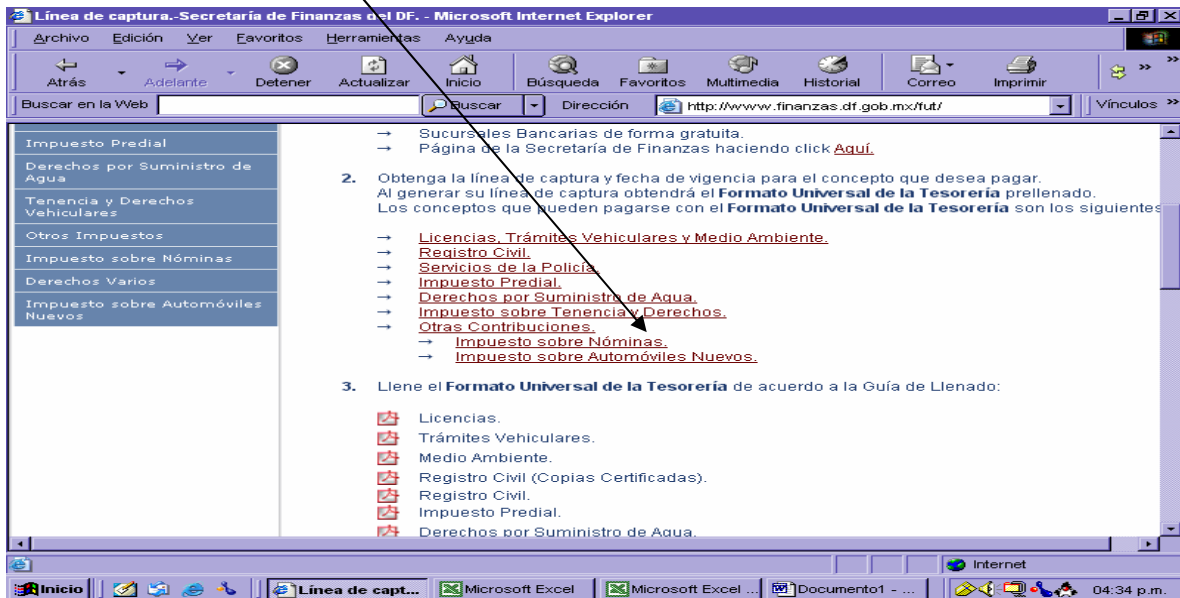 Línea de captura.-Secretaría de Finanzas del DF. - Microsoft Internet Explorer
Archivo Edición Ver Favoritos Herramientas Ayuda
Atrás Adelante Detener Actualizar Inicio Búsqueda Favoritos Multimedia Historial Correo Imprimir
Buscar en la Web Buscar Dirección http://www.finanzas.df.gob.mx/fut/ Vínculos
Impuesto Predial
Derechos por Suministro de
Agua
Tenencia y Derechos
Vehiculares
Otros Impuestos
Impuesto sobre Nóminas
Derechos Varios
Impuesto sobre Automóviles
Nuevos
→ Sucursales Bancarias de forma gratuita.
→ Página de la Secretaría de Finanzas haciendo click Aquí.
2. Obtenga la línea de captura y fecha de vigencia para el concepto que desea pagar.
Al generar su línea de captura obtendrá el Formato Universal de la Tesorería prellenado.
Los conceptos que pueden pagarse con el Formato Universal de la Tesorería son los siguientes
→ Licencias, Trámites Vehiculares y Medio Ambiente.
→ Registro Civil.
→ Servicios de la Policía.
→ Impuesto Predial.
→ Derechos por Suministro de Agua.
→ Impuesto sobre Tenencia y Derechos.
→ Otras Contribuciones.
→ Impuesto sobre Nóminas.
→ Impuesto sobre Automóviles Nuevos.
3. Llene el Formato Universal de la Tesorería de acuerdo a la Guía de Llenado:
Licencias.
Trámites Vehiculares.
Medio Ambiente.
Registro Civil (Copias Certificadas).
Registro Civil.
Impuesto Predial.
Derechos por Suministro de Agua.
Internet
Inicio Línea de capt... Microsoft Excel Microsoft Excel ... Documento1 - ... 04:34 p.m.